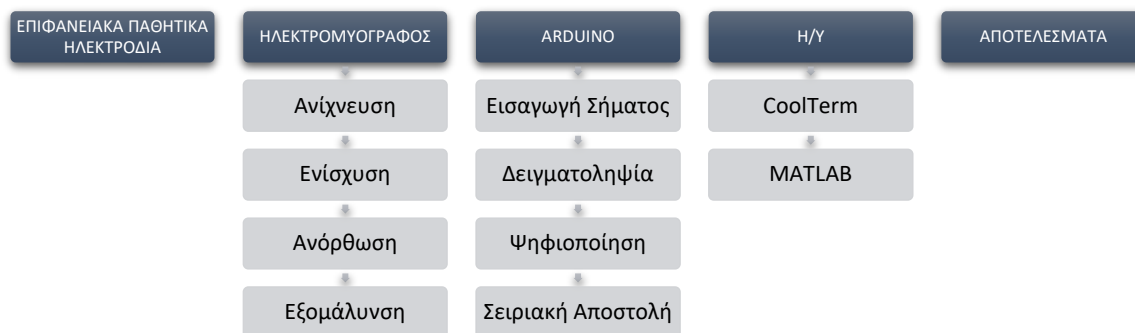 ΕΠΙΦΑΝΕΙΑΚΑ ΠΑΘΗΤΙΚΑ
ΗΛΕΚΤΡΟΔΙΑ
ΗΛΕΚΤΡΟΜΥΟΓΡΑΦΟΣ
Ανίχνευση
Ενίσχυση
Ανόρθωση
Εξομάλυνση
ARDUINO
Εισαγωγή Σήματος
Δειγματοληψία
Ψηφιοποίηση
Σειριακή Αποστολή
Η/Υ
CoolTerm
MATLAB
ΑΠΟΤΕΛΕΣΜΑΤΑ